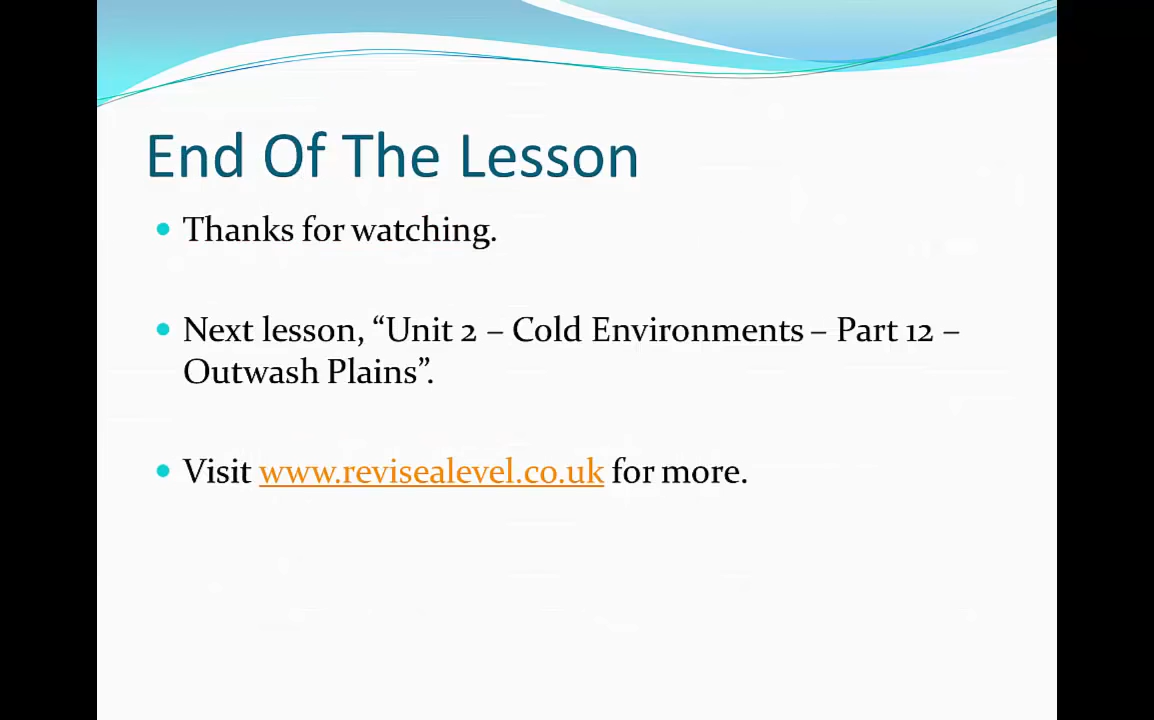 End Of The Lesson
• Thanks for watching.
• Next lesson, “Unit 2 – Cold Environments – Part 12 –
Outwash Plains”.
• Visit www.revisealevel.co.uk for more.